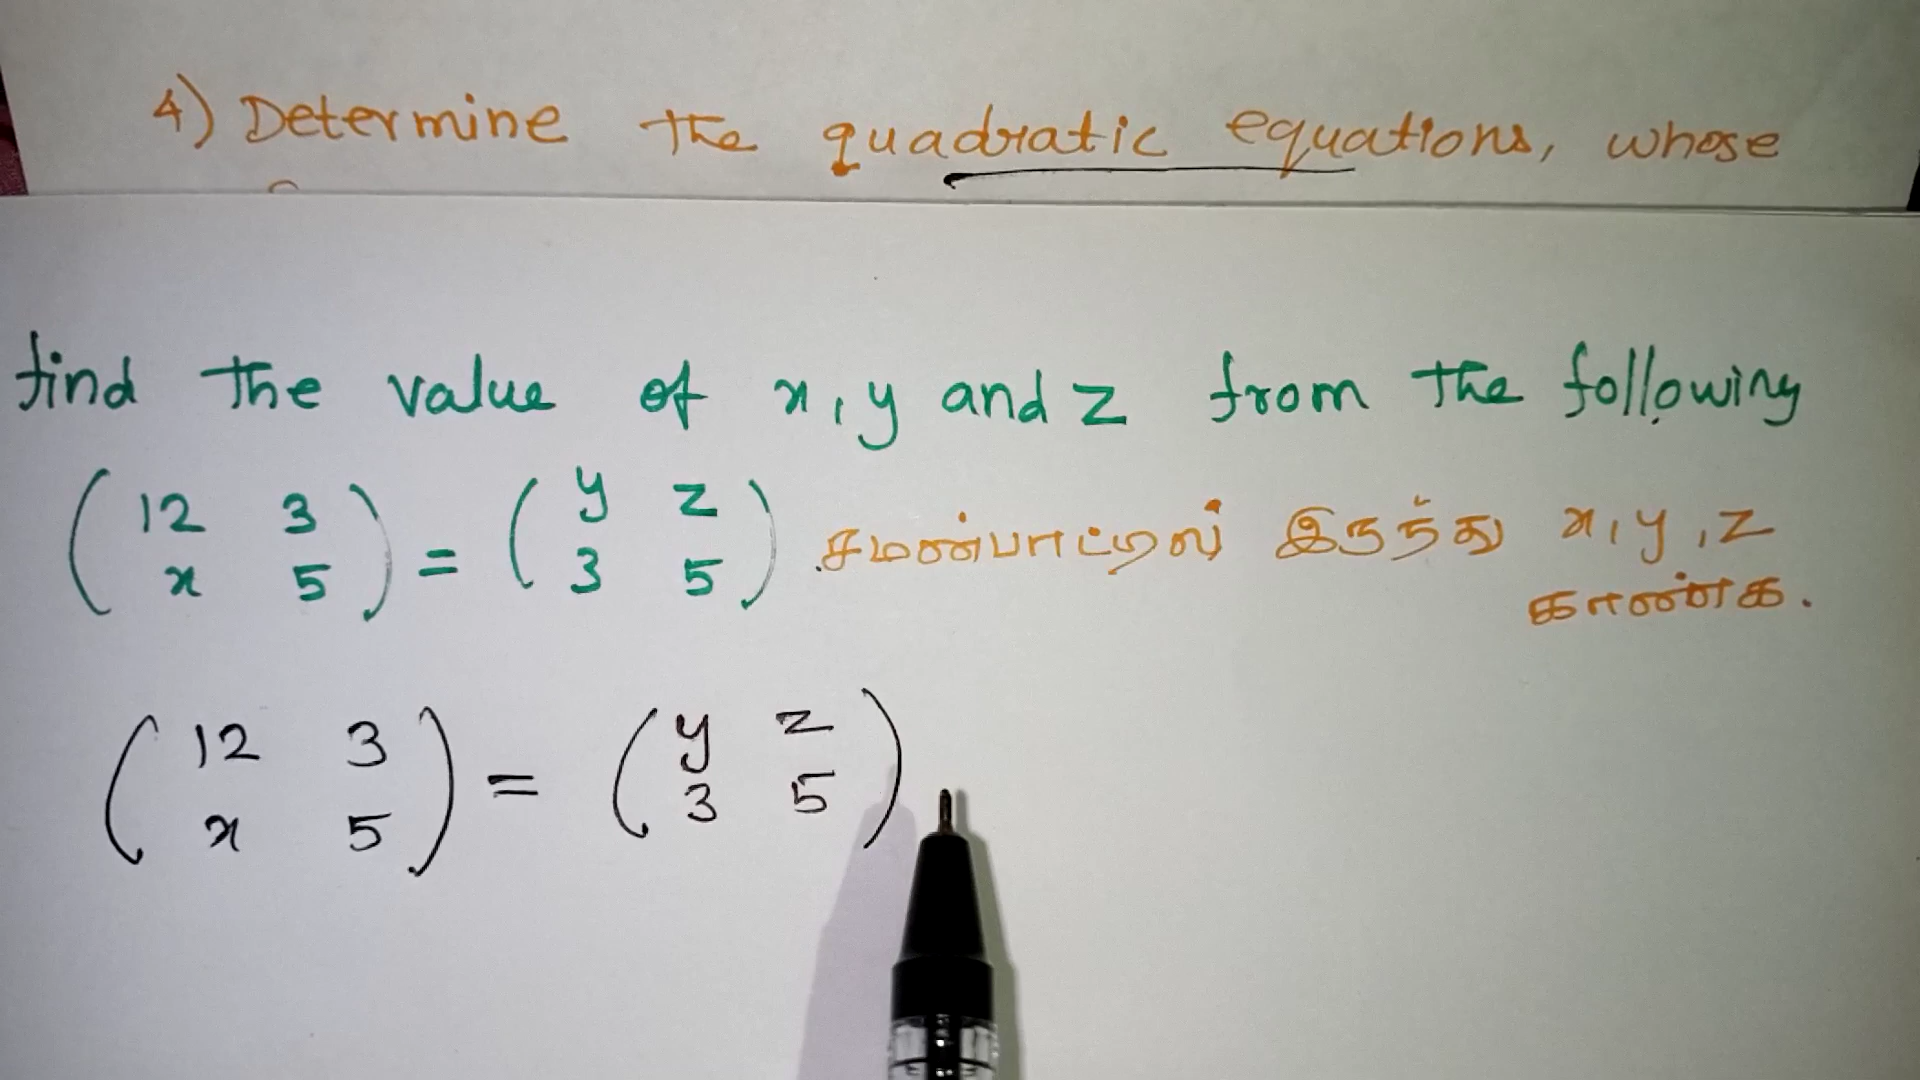 4) Determine the quadratic equations, whose
find the value of x, y and z from the following
( 12 3 ) = ( y z ) சமன்பாட்டில் இருந்து x, y, z
( x 5 ) ( 3 5 ) காண்க.
( 12 3 ) = ( y z )
( x 5 ) ( 3 5 )